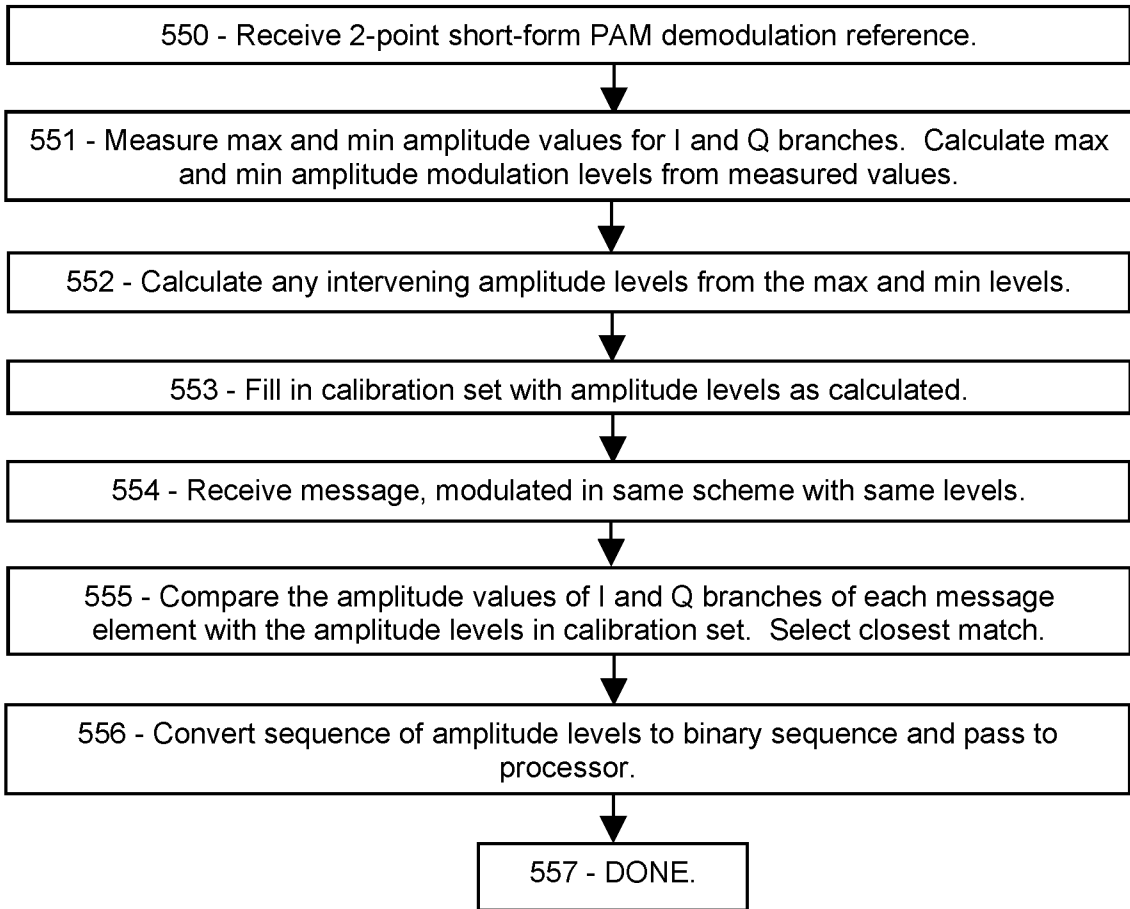 550 - Receive 2-point short-form PAM demodulation reference.
551 - Measure max and min amplitude values for I and Q branches.  Calculate max
and min amplitude modulation levels from measured values.
552 - Calculate any intervening amplitude levels from the max and min levels.
553 - Fill in calibration set with amplitude levels as calculated.
554 - Receive message, modulated in same scheme with same levels.
555 - Compare the amplitude values of I and Q branches of each message
element with the amplitude levels in calibration set.  Select closest match.
556 - Convert sequence of amplitude levels to binary sequence and pass to
processor.
557 - DONE.